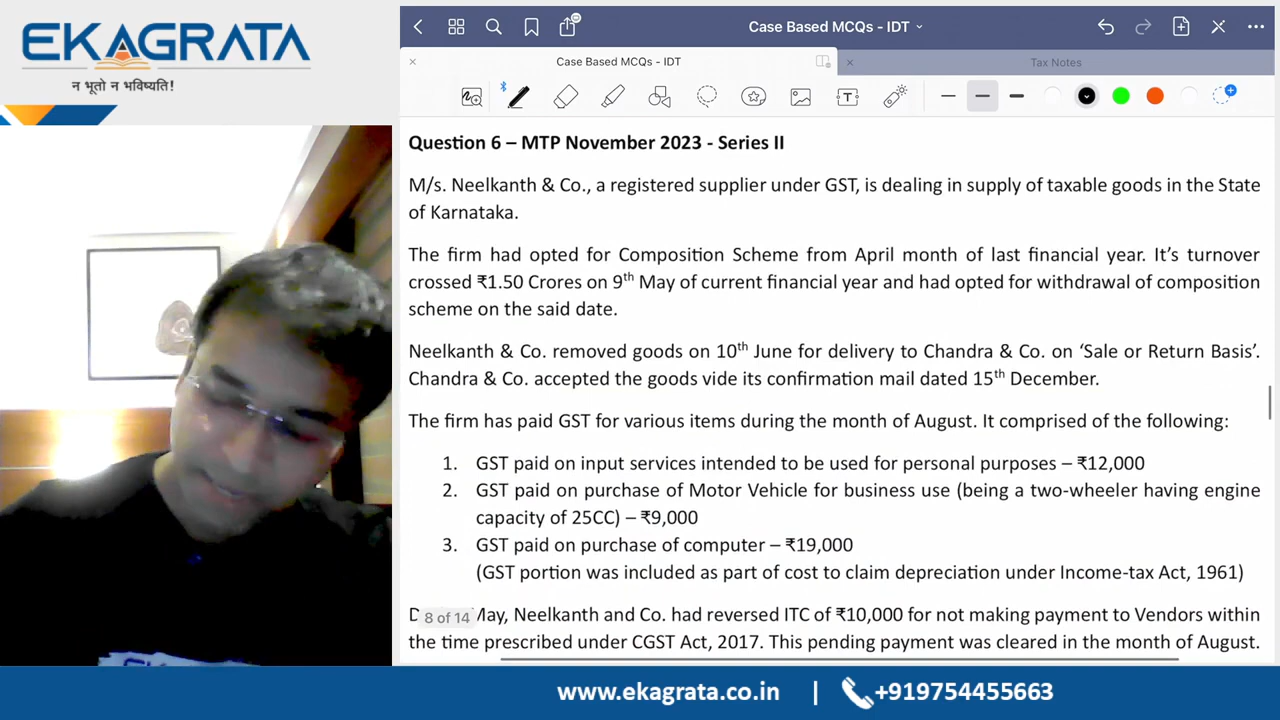 EKAGRATA
न भूतो न भविष्यति!
Case Based MCQs - IDT
Case Based MCQs - IDT
Tax Notes
Question 6 – MTP November 2023 - Series II
M/s. Neelkanth & Co., a registered supplier under GST, is dealing in supply of taxable goods in the State
of Karnataka.
The firm had opted for Composition Scheme from April month of last financial year. It's turnover
crossed ₹1.50 Crores on 9th May of current financial year and had opted for withdrawal of composition
scheme on the said date.
Neelkanth & Co. removed goods on 10th June for delivery to Chandra & Co. on 'Sale or Return Basis'.
Chandra & Co. accepted the goods vide its confirmation mail dated 15th December.
The firm has paid GST for various items during the month of August. It comprised of the following:
1. GST paid on input services intended to be used for personal purposes – ₹12,000
2. GST paid on purchase of Motor Vehicle for business use (being a two-wheeler having engine
capacity of 25CC) – ₹9,000
3. GST paid on purchase of computer – ₹19,000
(GST portion was included as part of cost to claim depreciation under Income-tax Act, 1961)
8 of 14 May, Neelkanth and Co. had reversed ITC of ₹10,000 for not making payment to Vendors within
the time prescribed under CGST Act, 2017. This pending payment was cleared in the month of August.
EKAGRATA
www.ekagrata.co.in | +919754455663